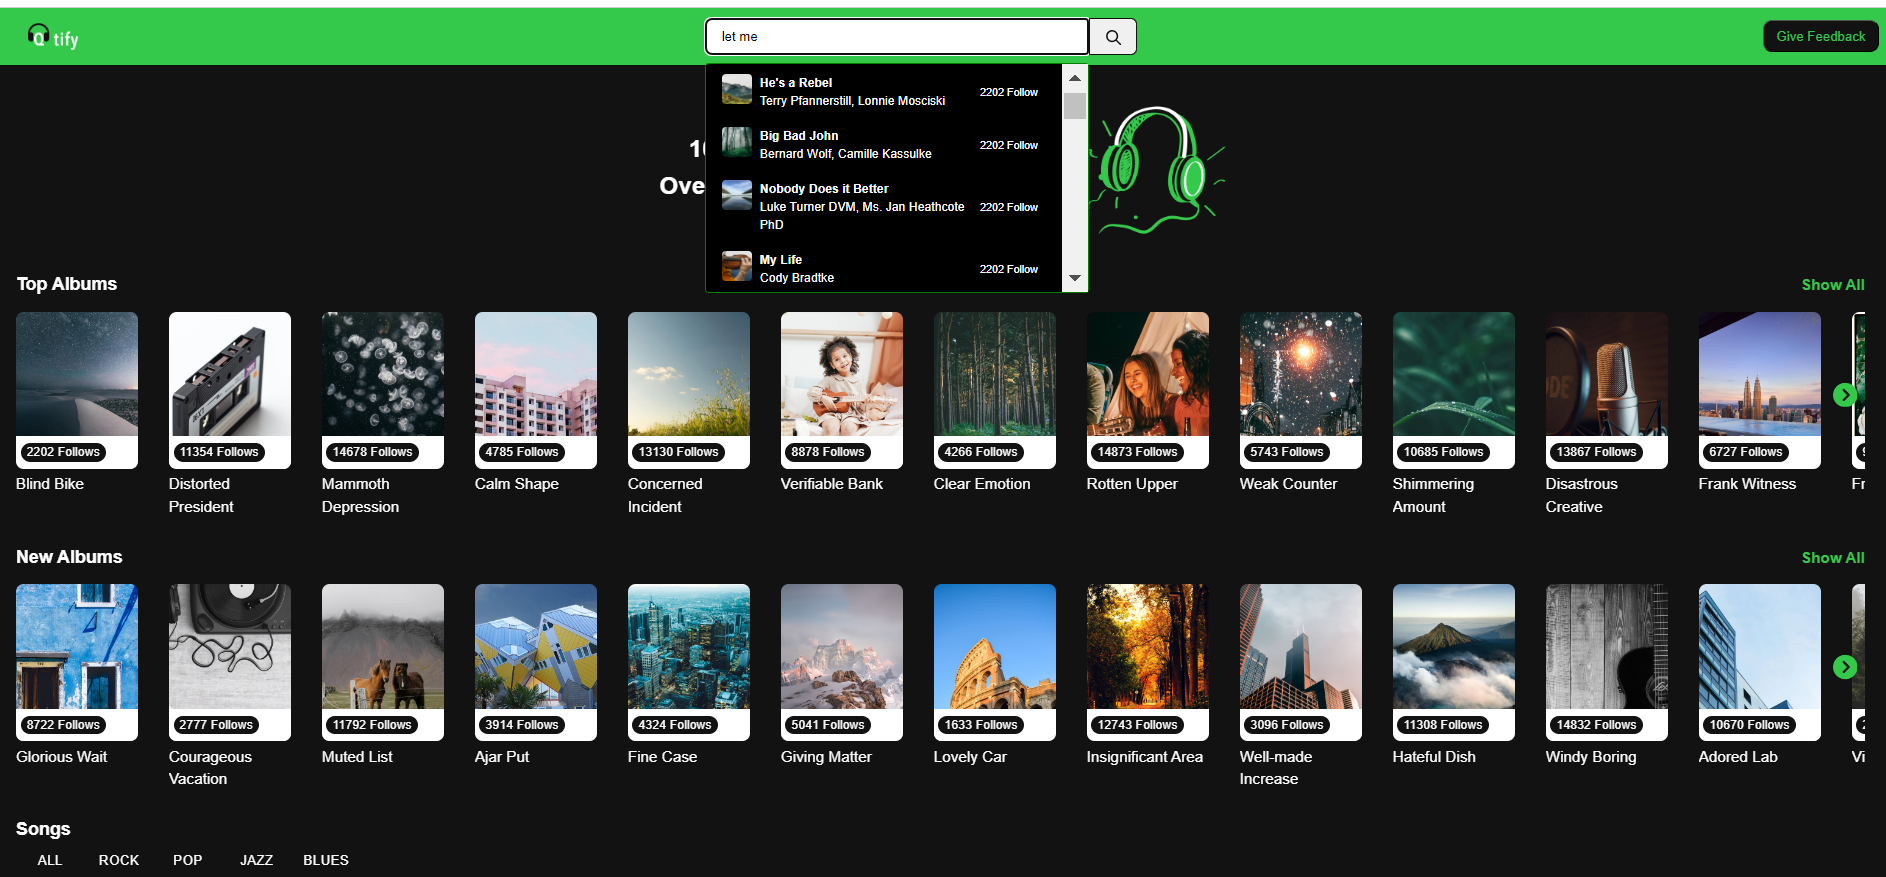 Q tify
let me
Give Feedback
He's a Rebel
Terry Pfannerstill, Lonnie Mosciski
2202 Follow
Big Bad John
Bernard Wolf, Camille Kassulke
2202 Follow
Nobody Does it Better
Luke Turner DVM, Ms. Jan Heathcote
PhD
2202 Follow
My Life
Cody Bradtke
2202 Follow
Top Albums
Show All
2202 Follows
11354 Follows
14678 Follows
4785 Follows
13130 Follows
8878 Follows
4266 Follows
14873 Follows
5743 Follows
10685 Follows
13867 Follows
6727 Follows
Blind Bike
Distorted
President
Mammoth
Depression
Calm Shape
Concerned
Incident
Verifiable Bank
Clear Emotion
Rotten Upper
Weak Counter
Shimmering
Amount
Disastrous
Creative
Frank Witness
Fr
New Albums
Show All
8722 Follows
2777 Follows
11792 Follows
3914 Follows
4324 Follows
5041 Follows
1633 Follows
12743 Follows
3096 Follows
11308 Follows
14832 Follows
10670 Follows
Glorious Wait
Courageous
Vacation
Muted List
Ajar Put
Fine Case
Giving Matter
Lovely Car
Insignificant Area
Well-made
Increase
Hateful Dish
Windy Boring
Adored Lab
Vi
Songs
ALL
ROCK
POP
JAZZ
BLUES